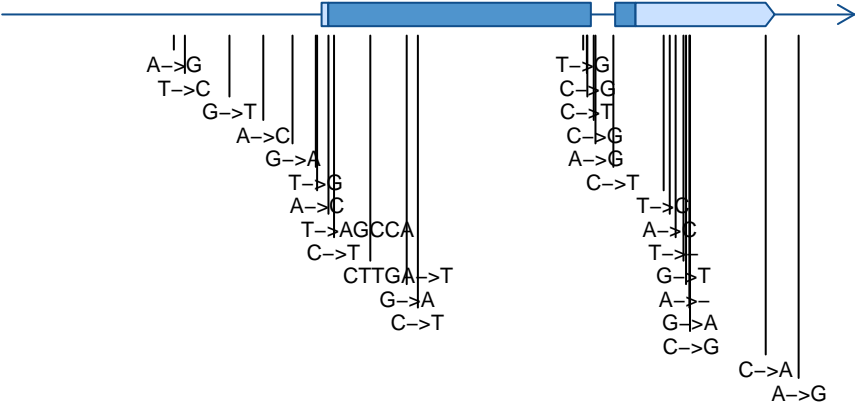 A–>G T–>G
T–>C C–>G
G–>T C–>T
A–>C C–>G
G–>A A–>G
T–>G C–>T
A–>C T–>C
T–>AGCCA A–>C
C–>T T–>–
CTTGA–>T G–>T
G–>A A–>–
C–>T G–>A
C–>G
C–>A
A–>G